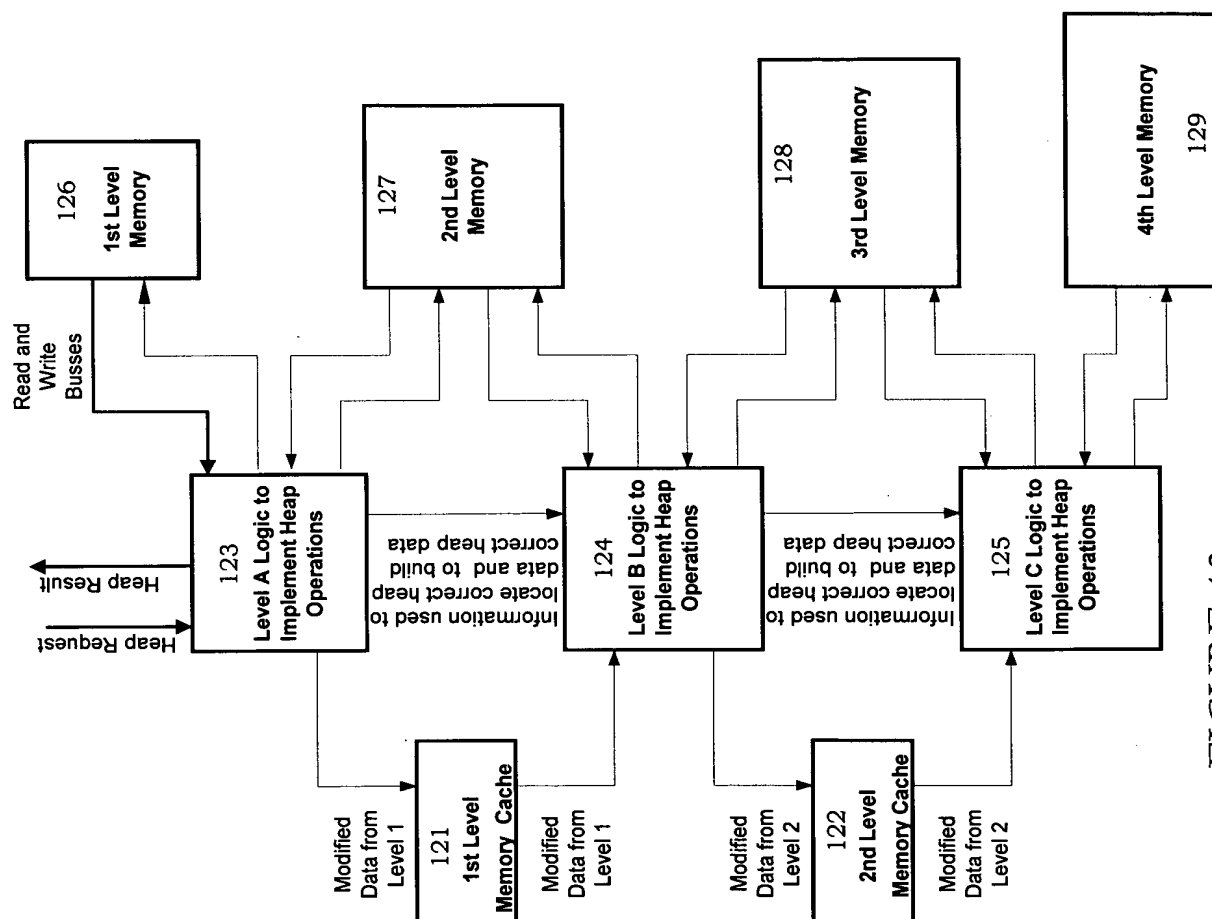 Heap Request
Heap Result
Read and
Write
Busses
126
1st Level
Memory
123
Level A Logic to
Implement Heap
Operations
127
2nd Level
Memory
Information used to
locate correct heap
data and to build
correct heap data
Modified
Data from
Level 1
121
1st Level
Memory Cache
Modified
Data from
Level 1
124
Level B Logic to
Implement Heap
Operations
128
3rd Level Memory
Information used to
locate correct heap
data and to build
correct heap data
Modified
Data from
Level 2
122
2nd Level
Memory Cache
Modified
Data from
Level 2
125
Level C Logic to
Implement Heap
Operations
4th Level Memory
129